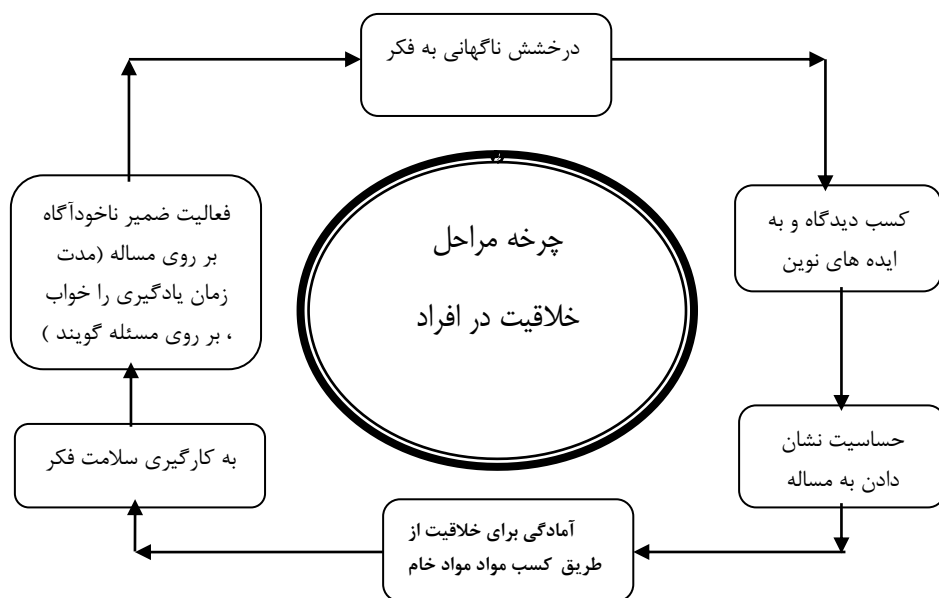 درخشش ناگهانی به فکر
کسب دیدگاه و به
ایده های نوین
حساسیت نشان
دادن به مساله
آمادگی برای خلاقیت از
طریق کسب مواد مواد خام
به کارگیری سلامت فکر
فعالیت ضمیر ناخودآگاه
بر روی مساله (مدت
زمان یادگیری را خواب
، بر روی مسئله گویند )
چرخه مراحل
خلاقیت در افراد